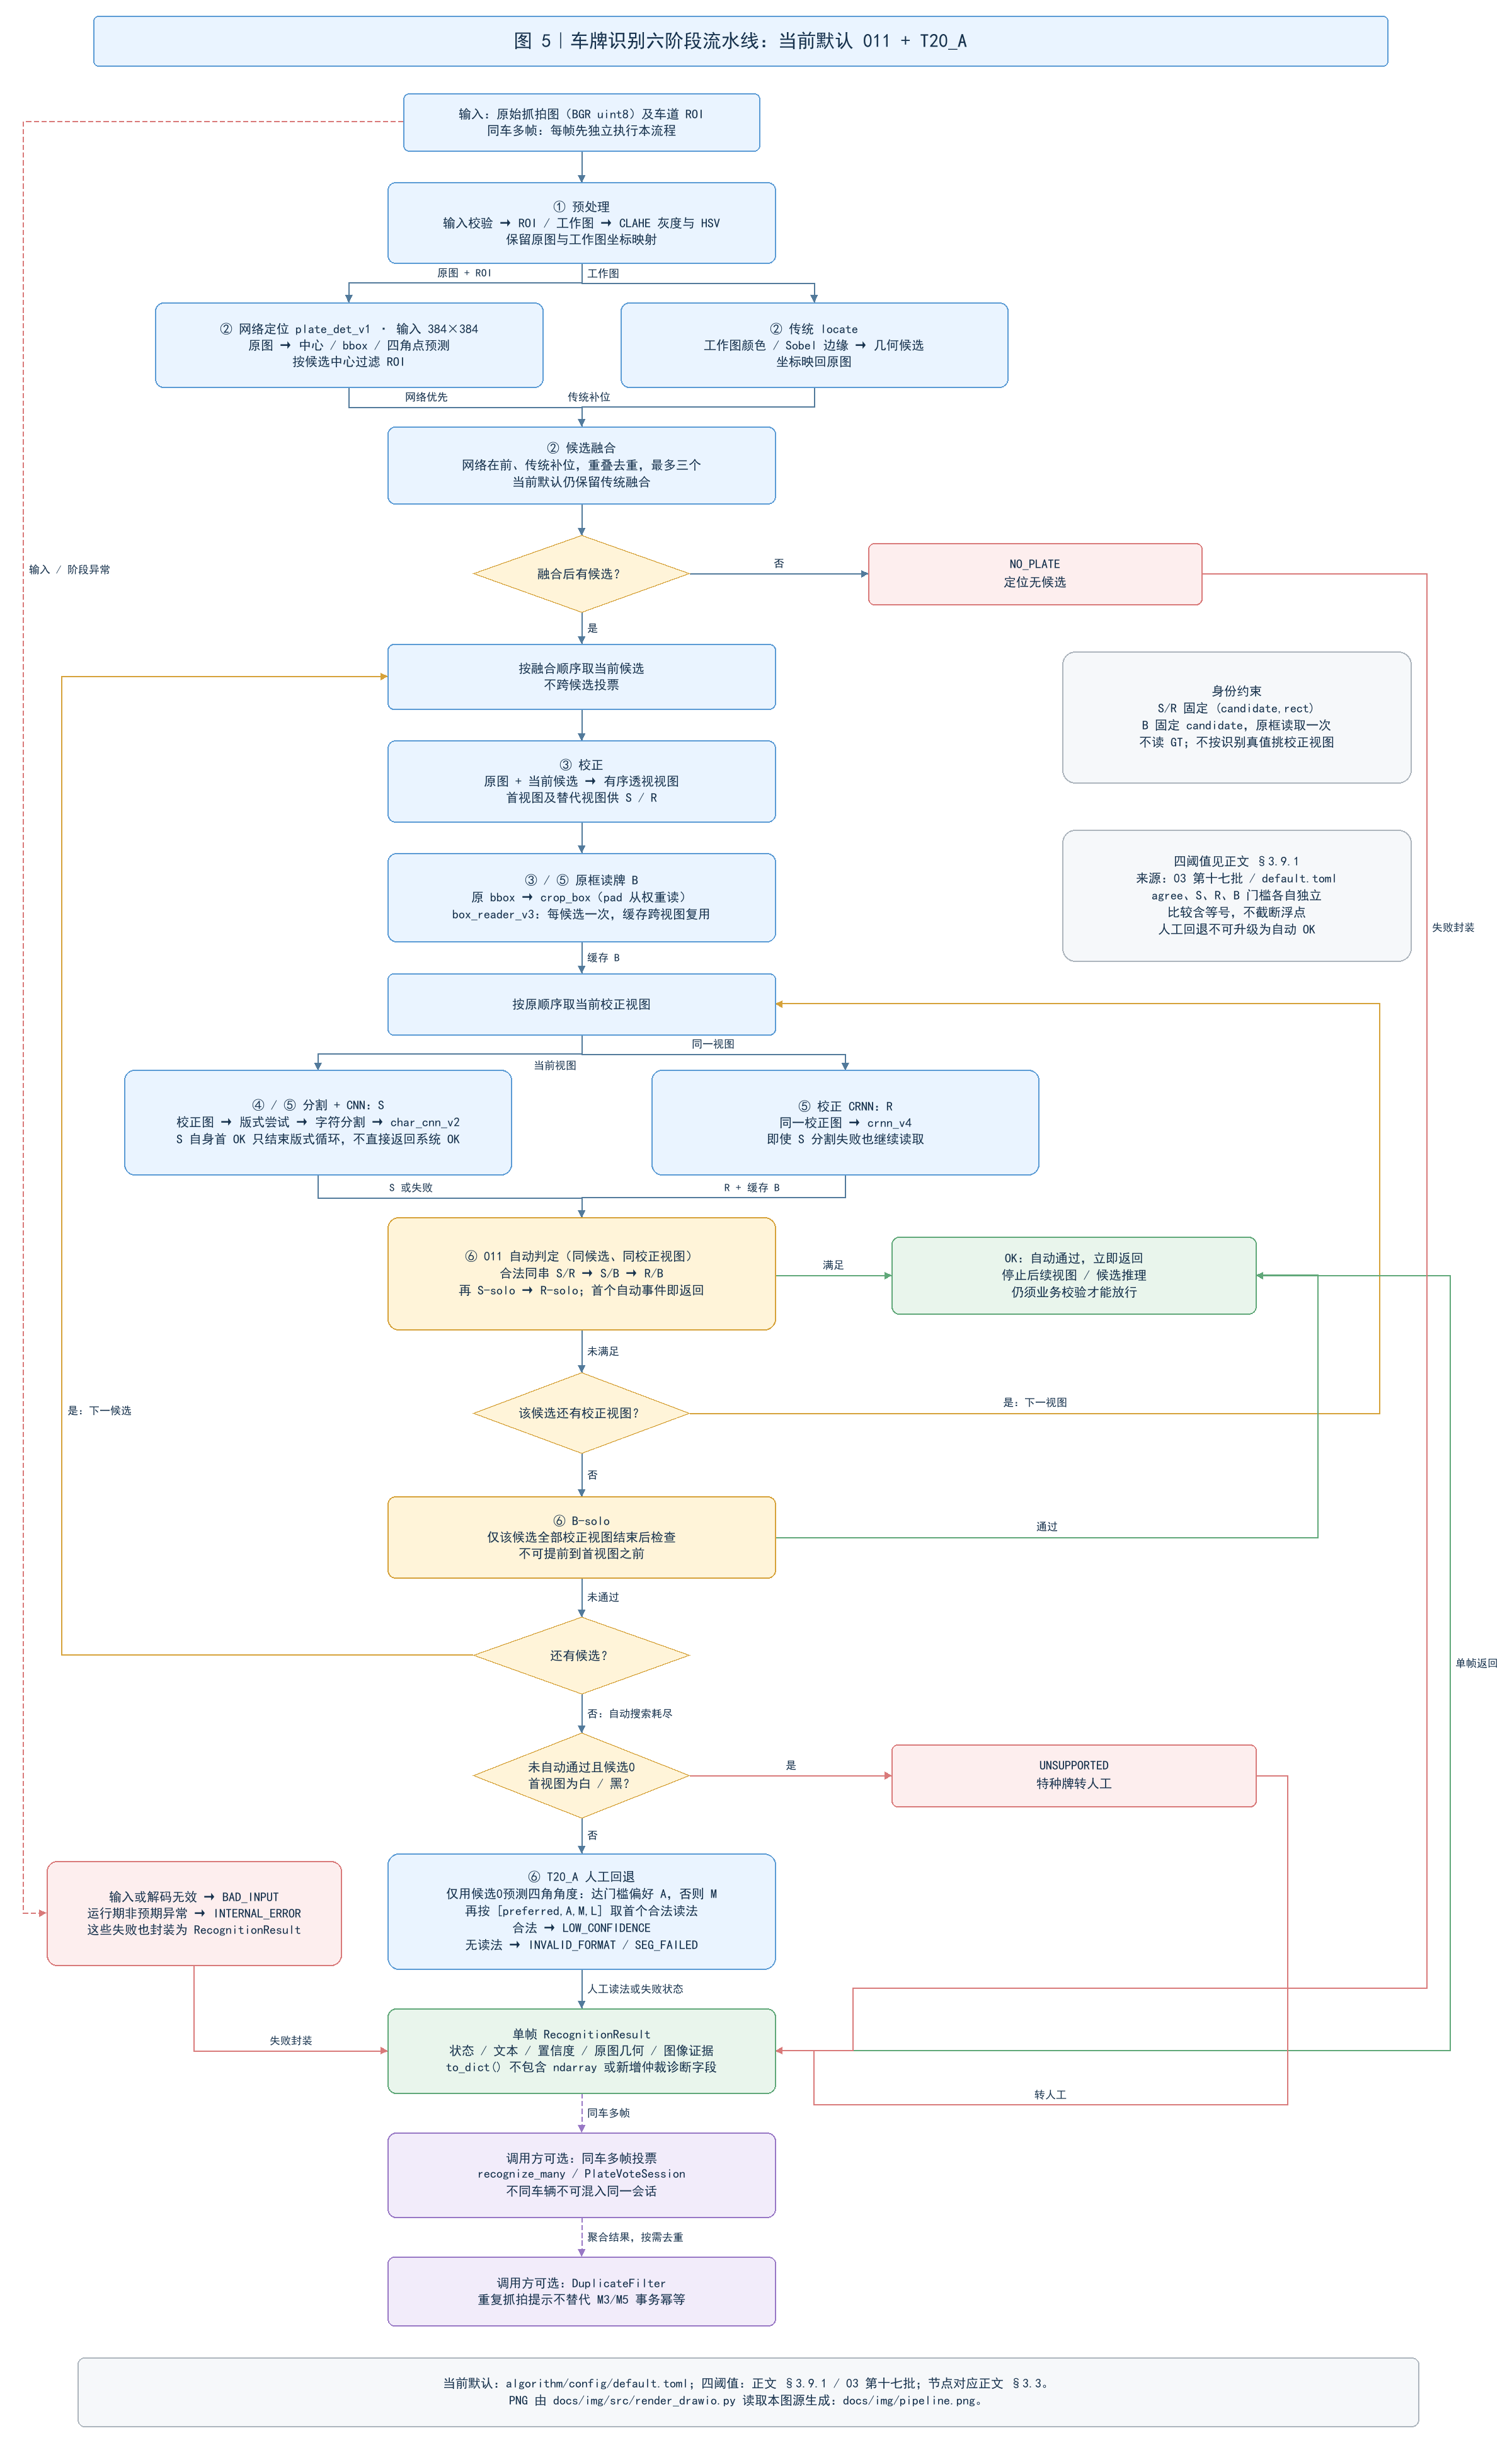 图 5｜车牌识别六阶段流水线：当前默认 011 + T20_A
输入：原始抓拍图（BGR uint8）及车道 ROI
同车多帧：每帧先独立执行本流程
① 预处理
输入校验 → ROI / 工作图 → CLAHE 灰度与 HSV
保留原图与工作图坐标映射
原图 + ROI
工作图
② 网络定位 plate_det_v1 · 输入 384×384
原图 → 中心 / bbox / 四角点预测
按候选中心过滤 ROI
② 传统 locate
工作图颜色 / Sobel 边缘 → 几何候选
坐标映回原图
网络优先
传统补位
② 候选融合
网络在前、传统补位，重叠去重，最多三个
当前默认仍保留传统融合
融合后有候选？
否
NO_PLATE
定位无候选
输入 / 阶段异常
是
按融合顺序取当前候选
不跨候选投票
身份约束
S/R 固定 (candidate,rect)
B 固定 candidate，原框读取一次
不读 GT；不按识别真值挑校正视图
③ 校正
原图 + 当前候选 → 有序透视视图
首视图及替代视图供 S / R
四阈值见正文 §3.9.1
来源：03 第十七批 / default.toml
agree、S、R、B 门槛各自独立
比较含等号，不截断浮点
人工回退不可升级为自动 OK
③ / ⑤ 原框读牌 B
原 bbox → crop_box（pad 从权重读）
box_reader_v3：每候选一次，缓存跨视图复用
失败封装
缓存 B
按原顺序取当前校正视图
当前视图
同一视图
④ / ⑤ 分割 + CNN：S
校正图 → 版式尝试 → 字符分割 → char_cnn_v2
S 自身首 OK 只结束版式循环，不直接返回系统 OK
⑤ 校正 CRNN：R
同一校正图 → crnn_v4
即使 S 分割失败也继续读取
S 或失败
R + 缓存 B
⑥ 011 自动判定（同候选、同校正视图）
合法同串 S/R → S/B → R/B
再 S-solo → R-solo；首个自动事件即返回
满足
OK：自动通过，立即返回
停止后续视图 / 候选推理
仍须业务校验才能放行
未满足
该候选还有校正视图？
是：下一视图
是：下一候选
否
⑥ B-solo
仅该候选全部校正视图结束后检查
不可提前到首视图之前
通过
未通过
还有候选？
单帧返回
否：自动搜索耗尽
未自动通过且候选0
首视图为白 / 黑？
是
UNSUPPORTED
特种牌转人工
否
⑥ T20_A 人工回退
仅用候选0预测四角角度：达门槛偏好 A，否则 M
再按 [preferred,A,M,L] 取首个合法读法
合法 → LOW_CONFIDENCE
无读法 → INVALID_FORMAT / SEG_FAILED
输入或解码无效 → BAD_INPUT
运行期非预期异常 → INTERNAL_ERROR
这些失败也封装为 RecognitionResult
人工读法或失败状态
失败封装
单帧 RecognitionResult
状态 / 文本 / 置信度 / 原图几何 / 图像证据
to_dict() 不包含 ndarray 或新增仲裁诊断字段
转人工
同车多帧
调用方可选：同车多帧投票
recognize_many / PlateVoteSession
不同车辆不可混入同一会话
聚合结果，按需去重
调用方可选：DuplicateFilter
重复抓拍提示不替代 M3/M5 事务幂等
当前默认：algorithm/config/default.toml；四阈值：正文 §3.9.1 / 03 第十七批；节点对应正文 §3.3。
PNG 由 docs/img/src/render_drawio.py 读取本图源生成：docs/img/pipeline.png。